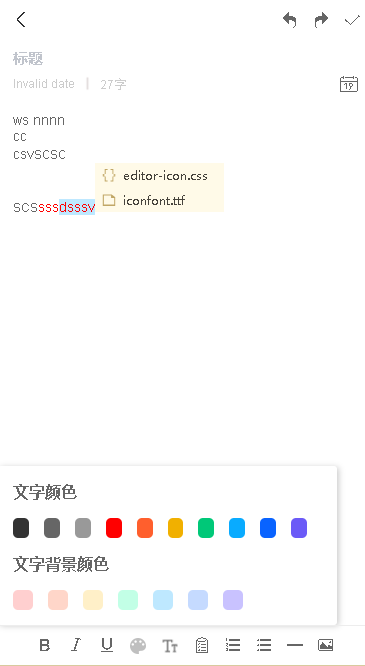 标题
Invalid date | 27字
19
ws nnnn
cc
csvscsc
editor-icon.css
iconfont.ttf
scssssdsssv
文字颜色
文字背景颜色
B I U TT